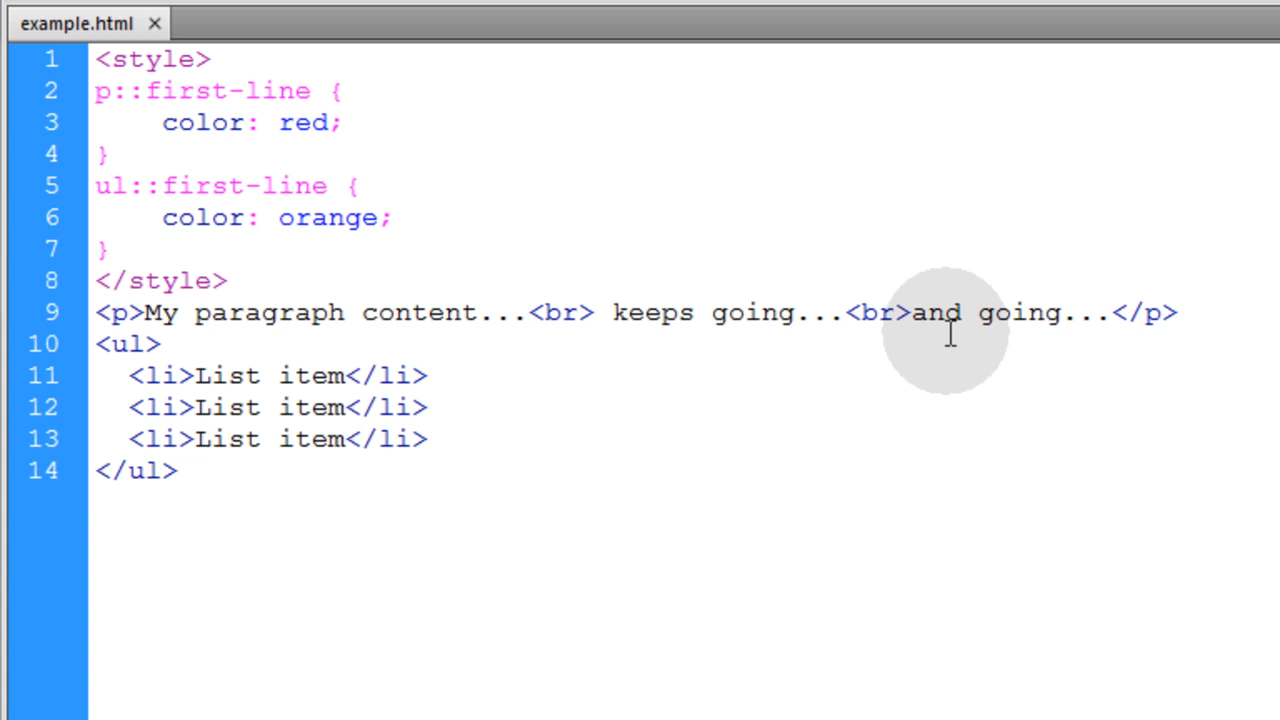 example.html ×
1 <style>
2 p::first-line {
3     color: red;
4 }
5 ul::first-line {
6     color: orange;
7 }
8 </style>
9 <p>My paragraph content...<br> keeps going...<br>and going...</p>
10 <ul>
11   <li>List item</li>
12   <li>List item</li>
13   <li>List item</li>
14 </ul>